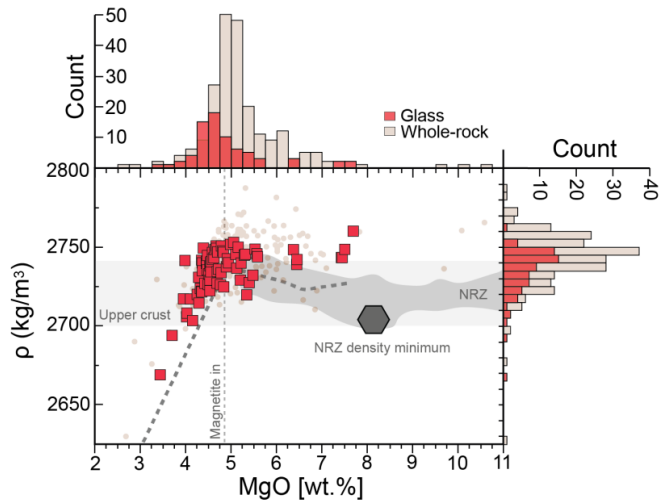 50
40
30
20
10
Count
Glass
Whole-rock
Count
10
20
30
40
2800
2750
2700
2650
ρ (kg/m³)
Upper crust
NRZ
NRZ density minimum
Magnetite in
2 3 4 5 6 7 8 9 10 11
MgO [wt.%]